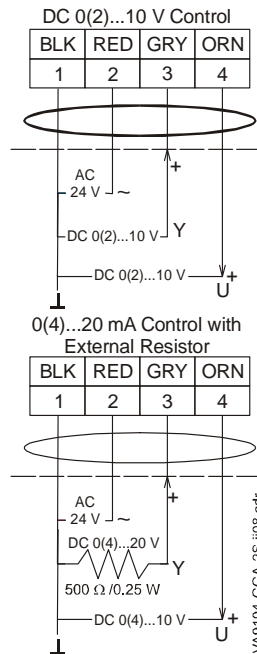 DC 0(2)...10 V Control
BLK RED GRY ORN
1 2 3 4
+
AC
24 V ~
DC 0(2)...10 V Y
DC 0(2)...10 V +
U
0(4)...20 mA Control with
External Resistor
BLK RED GRY ORN
1 2 3 4
+
AC
24 V ~
DC 0(4)...20 V
Y
500 Ω /0.25 W
DC 0(4)...10 V +
U